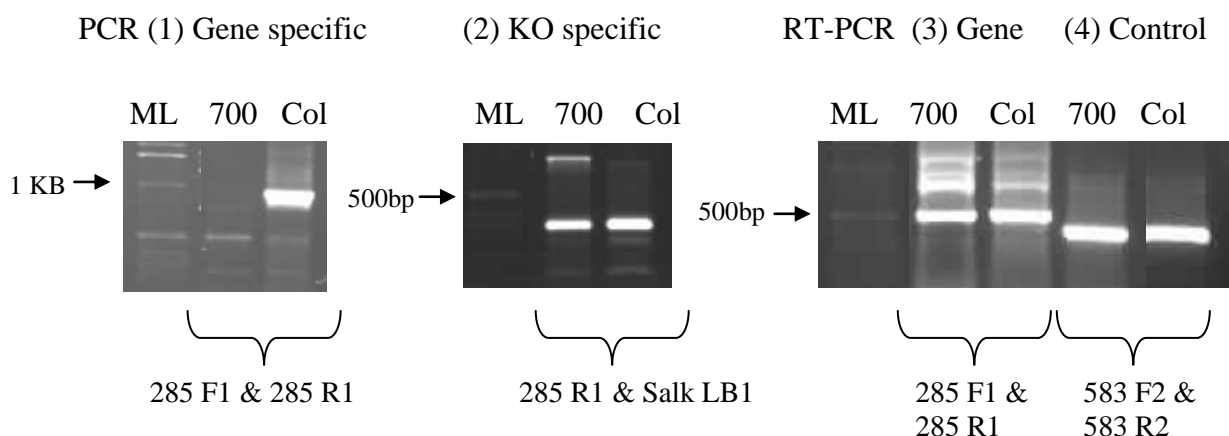 PCR (1) Gene specific (2) KO specific RT-PCR (3) Gene (4) Control
ML 700 Col ML 700 Col ML 700 Col 700 Col
1 KB
500bp
500bp
285 F1 & 285 R1 285 R1 & Salk LB1 285 F1 & 583 F2 &
285 R1 583 R2